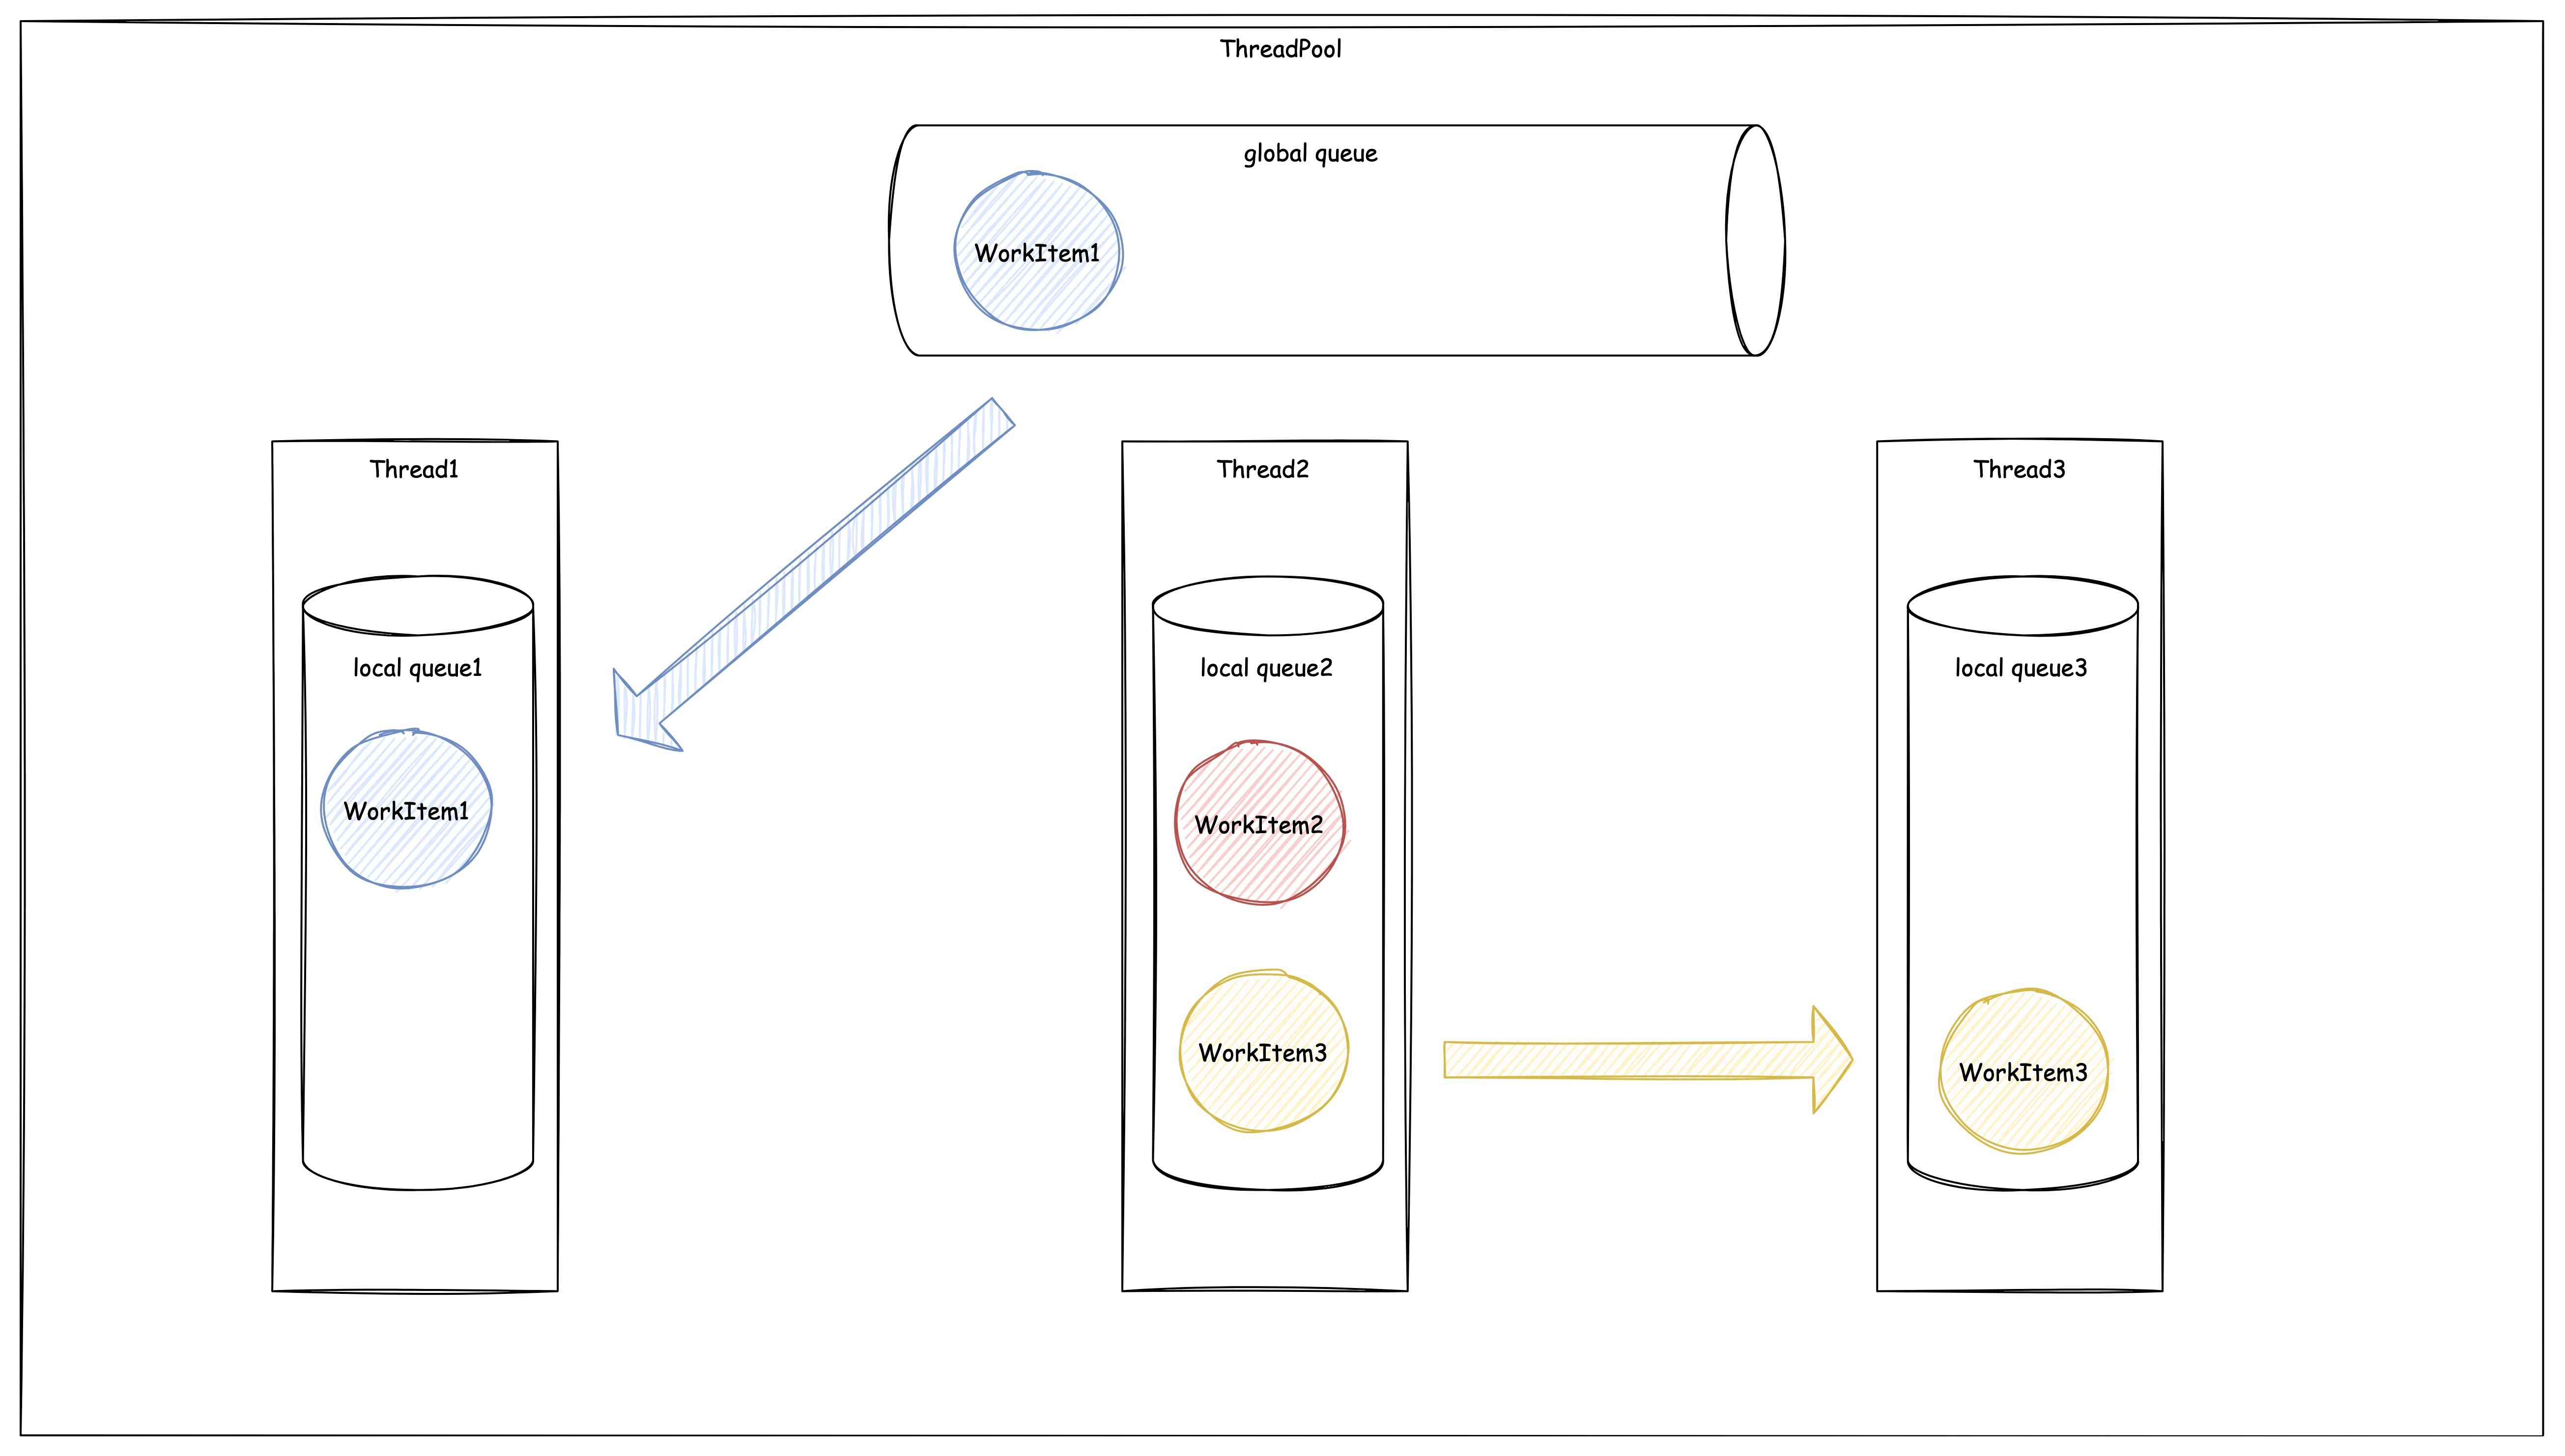 ThreadPool
global queue
WorkItem1
Thread1
Thread2
Thread3
local queue1
local queue2
local queue3
WorkItem1
WorkItem2
WorkItem3
WorkItem3